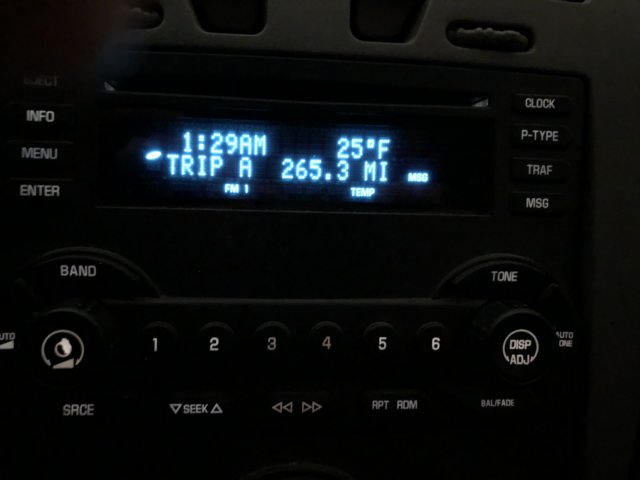 EJECT
INFO
MENU
ENTER
1:29AM 25°F
TRIP A 265.3 MI MSG
FM 1 TEMP
CLOCK
P-TYPE
TRAF
MSG
BAND
TONE
AUTO
1 2 3 4 5 6
DISP
ADJ
AUTO
TONE
SRCE
SEEK
RPT RDM
BAL/FADE